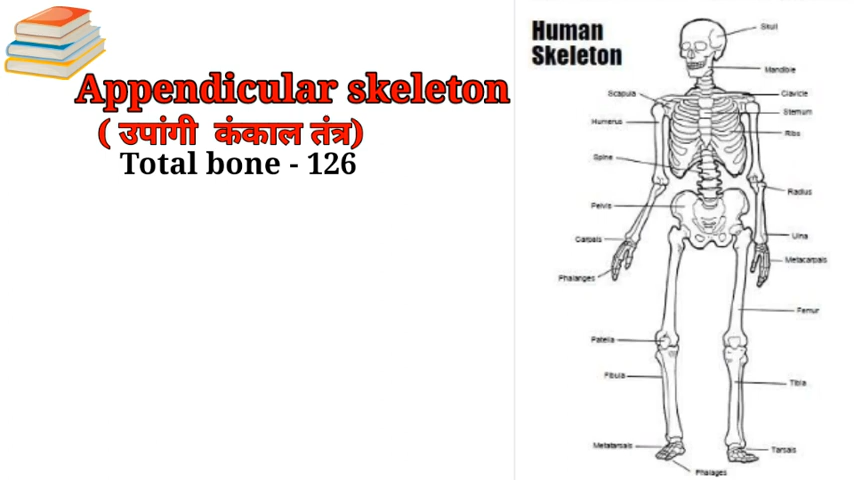 Appendicular skeleton
( उपांगी कंकाल तंत्र)
Total bone - 126
Human
Skeleton
Skull
Mandible
Scapula
Clavicle
Sternum
Humerus
Ribs
Spine
Radius
Pelvis
Ulna
Carpals
Metacarpals
Phalanges
Femur
Patella
Fibula
Tibia
Metatarsals
Tarsals
Phalages